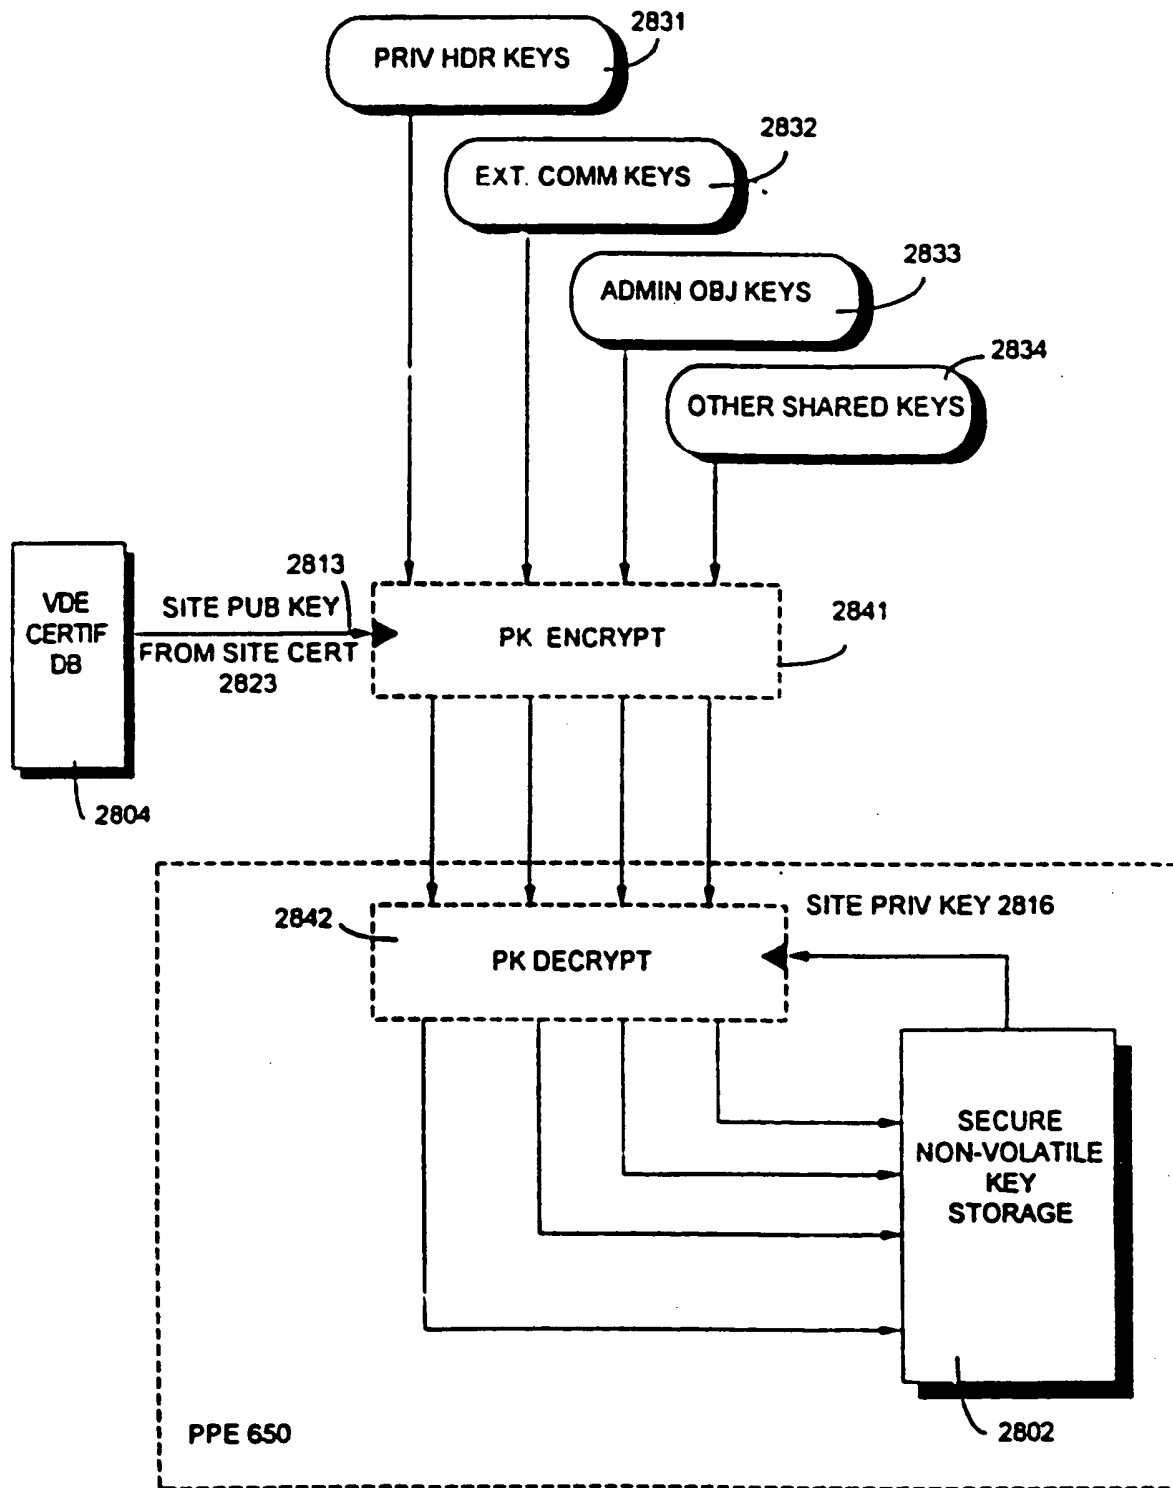 2831
PRIV HDR KEYS
2832
EXT. COMM KEYS
2833
ADMIN OBJ KEYS
2834
OTHER SHARED KEYS
2813
VDE
CERTIF
DB
SITE PUB KEY
FROM SITE CERT
2823
PK ENCRYPT
2841
2804
2842
SITE PRIV KEY 2816
PK DECRYPT
SECURE
NON-VOLATILE
KEY
STORAGE
PPE 650
2802